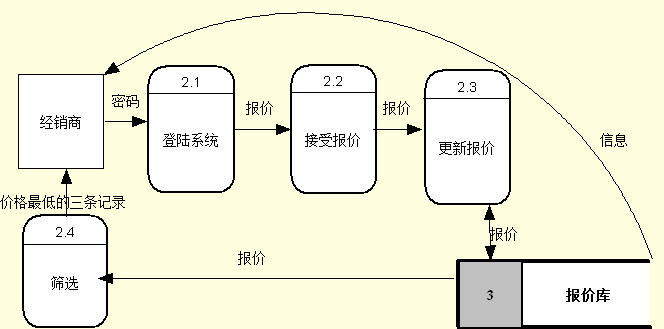 2.1
2.2
2.3
密码
报价
报价
经销商
登陆系统
接受报价
更新报价
信息
价格最低的三条记录
2.4
报价
报价
筛选
3
报价库